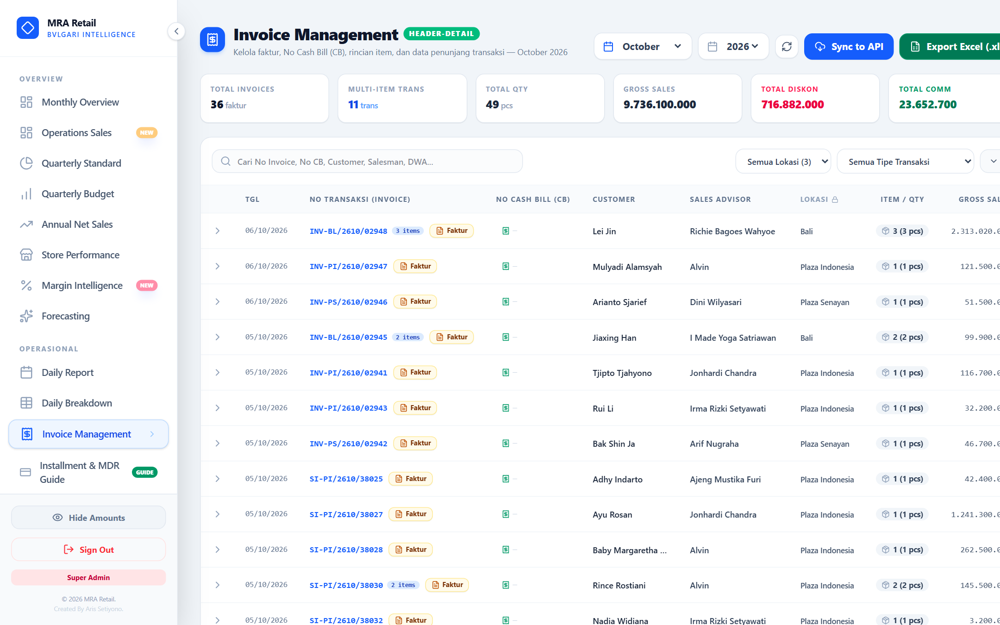 MRA Retail
BVLGARI INTELLIGENCE
OVERVIEW
Monthly Overview
Operations Sales NEW
Quarterly Standard
Quarterly Budget
Annual Net Sales
Store Performance
Margin Intelligence NEW
Forecasting
OPERASIONAL
Daily Report
Daily Breakdown
Invoice Management
Installment & MDR
Guide
GUIDE
Hide Amounts
Sign Out
Super Admin
© 2026 MRA Retail.
Created By Aris Setiyono.
Invoice Management HEADER-DETAIL
Kelola faktur, No Cash Bill (CB), rincian item, dan data penunjang transaksi — October 2026
October 2026 Sync to API Export Excel (.xl
TOTAL INVOICES
36 faktur
MULTI-ITEM TRANS
11 trans
TOTAL QTY
49 pcs
GROSS SALES
9.736.100.000
TOTAL DISKON
716.882.000
TOTAL COMM
23.652.700
Cari No Invoice, No CB, Customer, Salesman, DWA...
Semua Lokasi (3) Semua Tipe Transaksi
TGL NO TRANSAKSI (INVOICE) NO CASH BILL (CB) CUSTOMER SALES ADVISOR LOKASI ITEM / QTY GROSS SAL
06/10/2026 INV-BL/2610/02948 3 items Faktur — Lei Jin Richie Bagoes Wahyoe Bali 3 (3 pcs) 2.313.020.0
06/10/2026 INV-PI/2610/02947 Faktur — Mulyadi Alamsyah Alvin Plaza Indonesia 1 (1 pcs) 121.500.0
06/10/2026 INV-PS/2610/02946 Faktur — Arianto Sjarief Dini Wilyasari Plaza Senayan 1 (1 pcs) 51.500.0
05/10/2026 INV-BL/2610/02945 2 items Faktur — Jiaxing Han I Made Yoga Satriawan Bali 2 (2 pcs) 99.900.0
05/10/2026 INV-PI/2610/02941 Faktur — Tjipto Tjahyono Jonhardi Chandra Plaza Indonesia 1 (1 pcs) 116.700.0
05/10/2026 INV-PI/2610/02943 Faktur — Rui Li Irma Rizki Setyawati Plaza Indonesia 1 (1 pcs) 32.200.0
05/10/2026 INV-PS/2610/02942 Faktur — Bak Shin Ja Arif Nugraha Plaza Senayan 1 (1 pcs) 46.700.0
05/10/2026 SI-PI/2610/38025 Faktur — Adhy Indarto Ajeng Mustika Furi Plaza Indonesia 1 (1 pcs) 42.400.0
05/10/2026 SI-PI/2610/38027 Faktur — Ayu Rosan Jonhardi Chandra Plaza Indonesia 1 (1 pcs) 1.241.300.0
05/10/2026 SI-PI/2610/38028 Faktur — Baby Margaretha ... Alvin Plaza Indonesia 1 (1 pcs) 262.500.0
05/10/2026 SI-PI/2610/38030 2 items Faktur — Rince Rostiani Alvin Plaza Indonesia 2 (2 pcs) 145.500.0
05/10/2026 SI-PI/2610/38032 Faktur — Nadia Widiana Irma Rizki Setyawati Plaza Indonesia 1 (1 pcs) 3.200.0